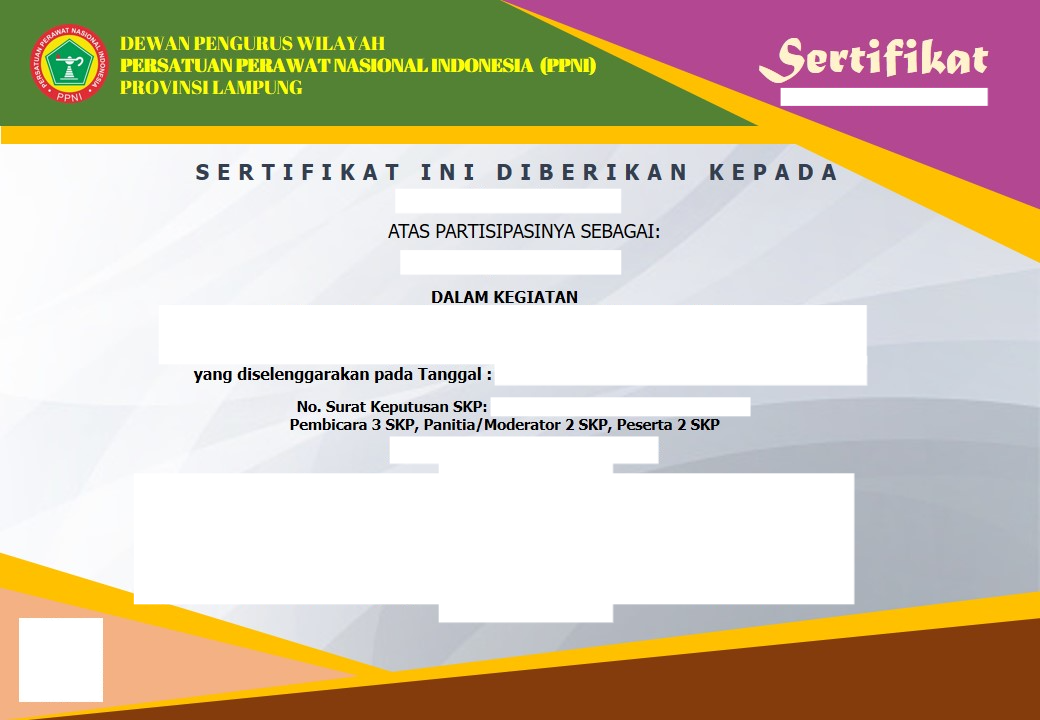 DEWAN PENGURUS WILAYAH
PERSATUAN PERAWAT NASIONAL INDONESIA (PPNI)
PROVINSI LAMPUNG
PERSATUAN PERAWAT NASIONAL INDONESIA
PPNI
Sertifikat
SERTIFIKAT INI DIBERIKAN KEPADA
ATAS PARTISIPASINYA SEBAGAI:
DALAM KEGIATAN
yang diselenggarakan pada Tanggal :
No. Surat Keputusan SKP:
Pembicara 3 SKP, Panitia/Moderator 2 SKP, Peserta 2 SKP